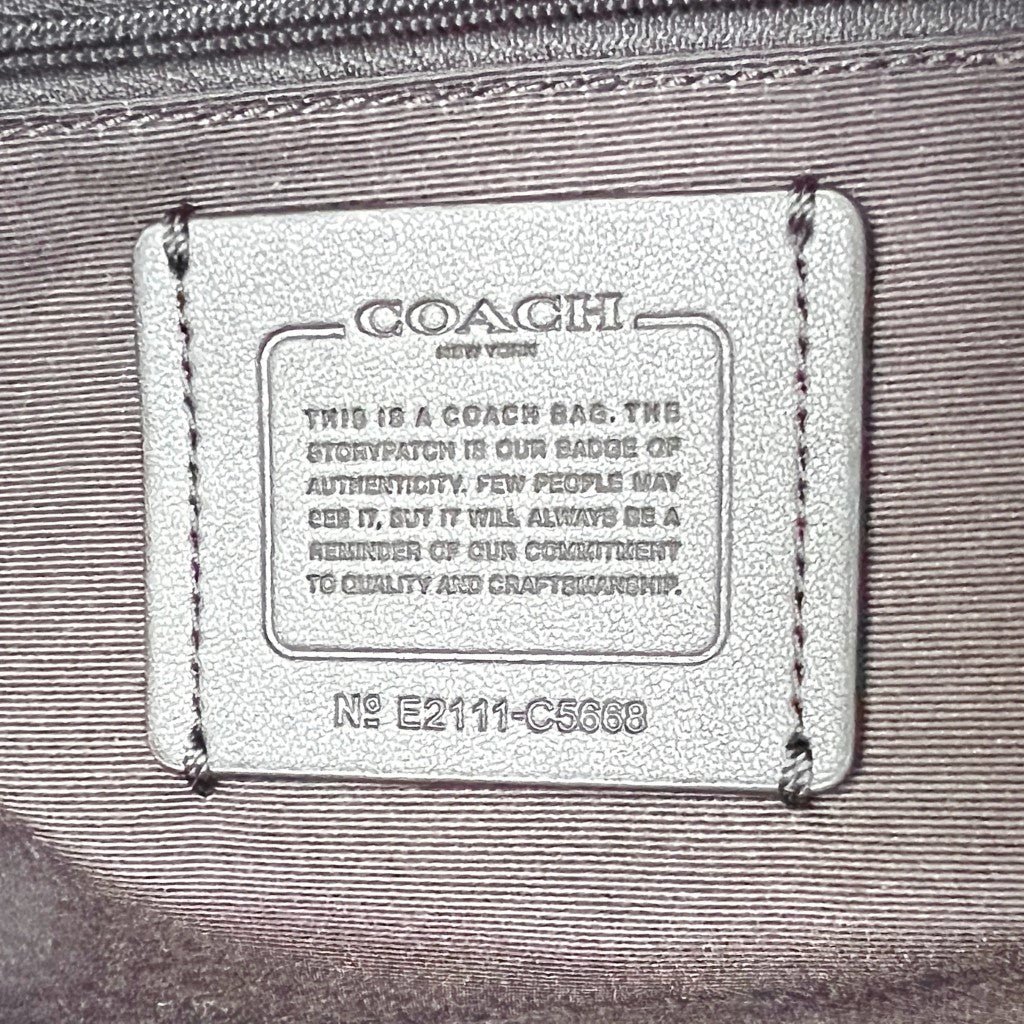 COACH
NEW YORK
THIS IS A COACH BAG. THE
STORYPATCH IS OUR BADGE OF
AUTHENTICITY. FEW PEOPLE MAY
SEE IT, BUT IT WILL ALWAYS BE A
REMINDER OF OUR COMMITMENT
TO QUALITY AND CRAFTSMANSHIP.
Nº E2111-C5668